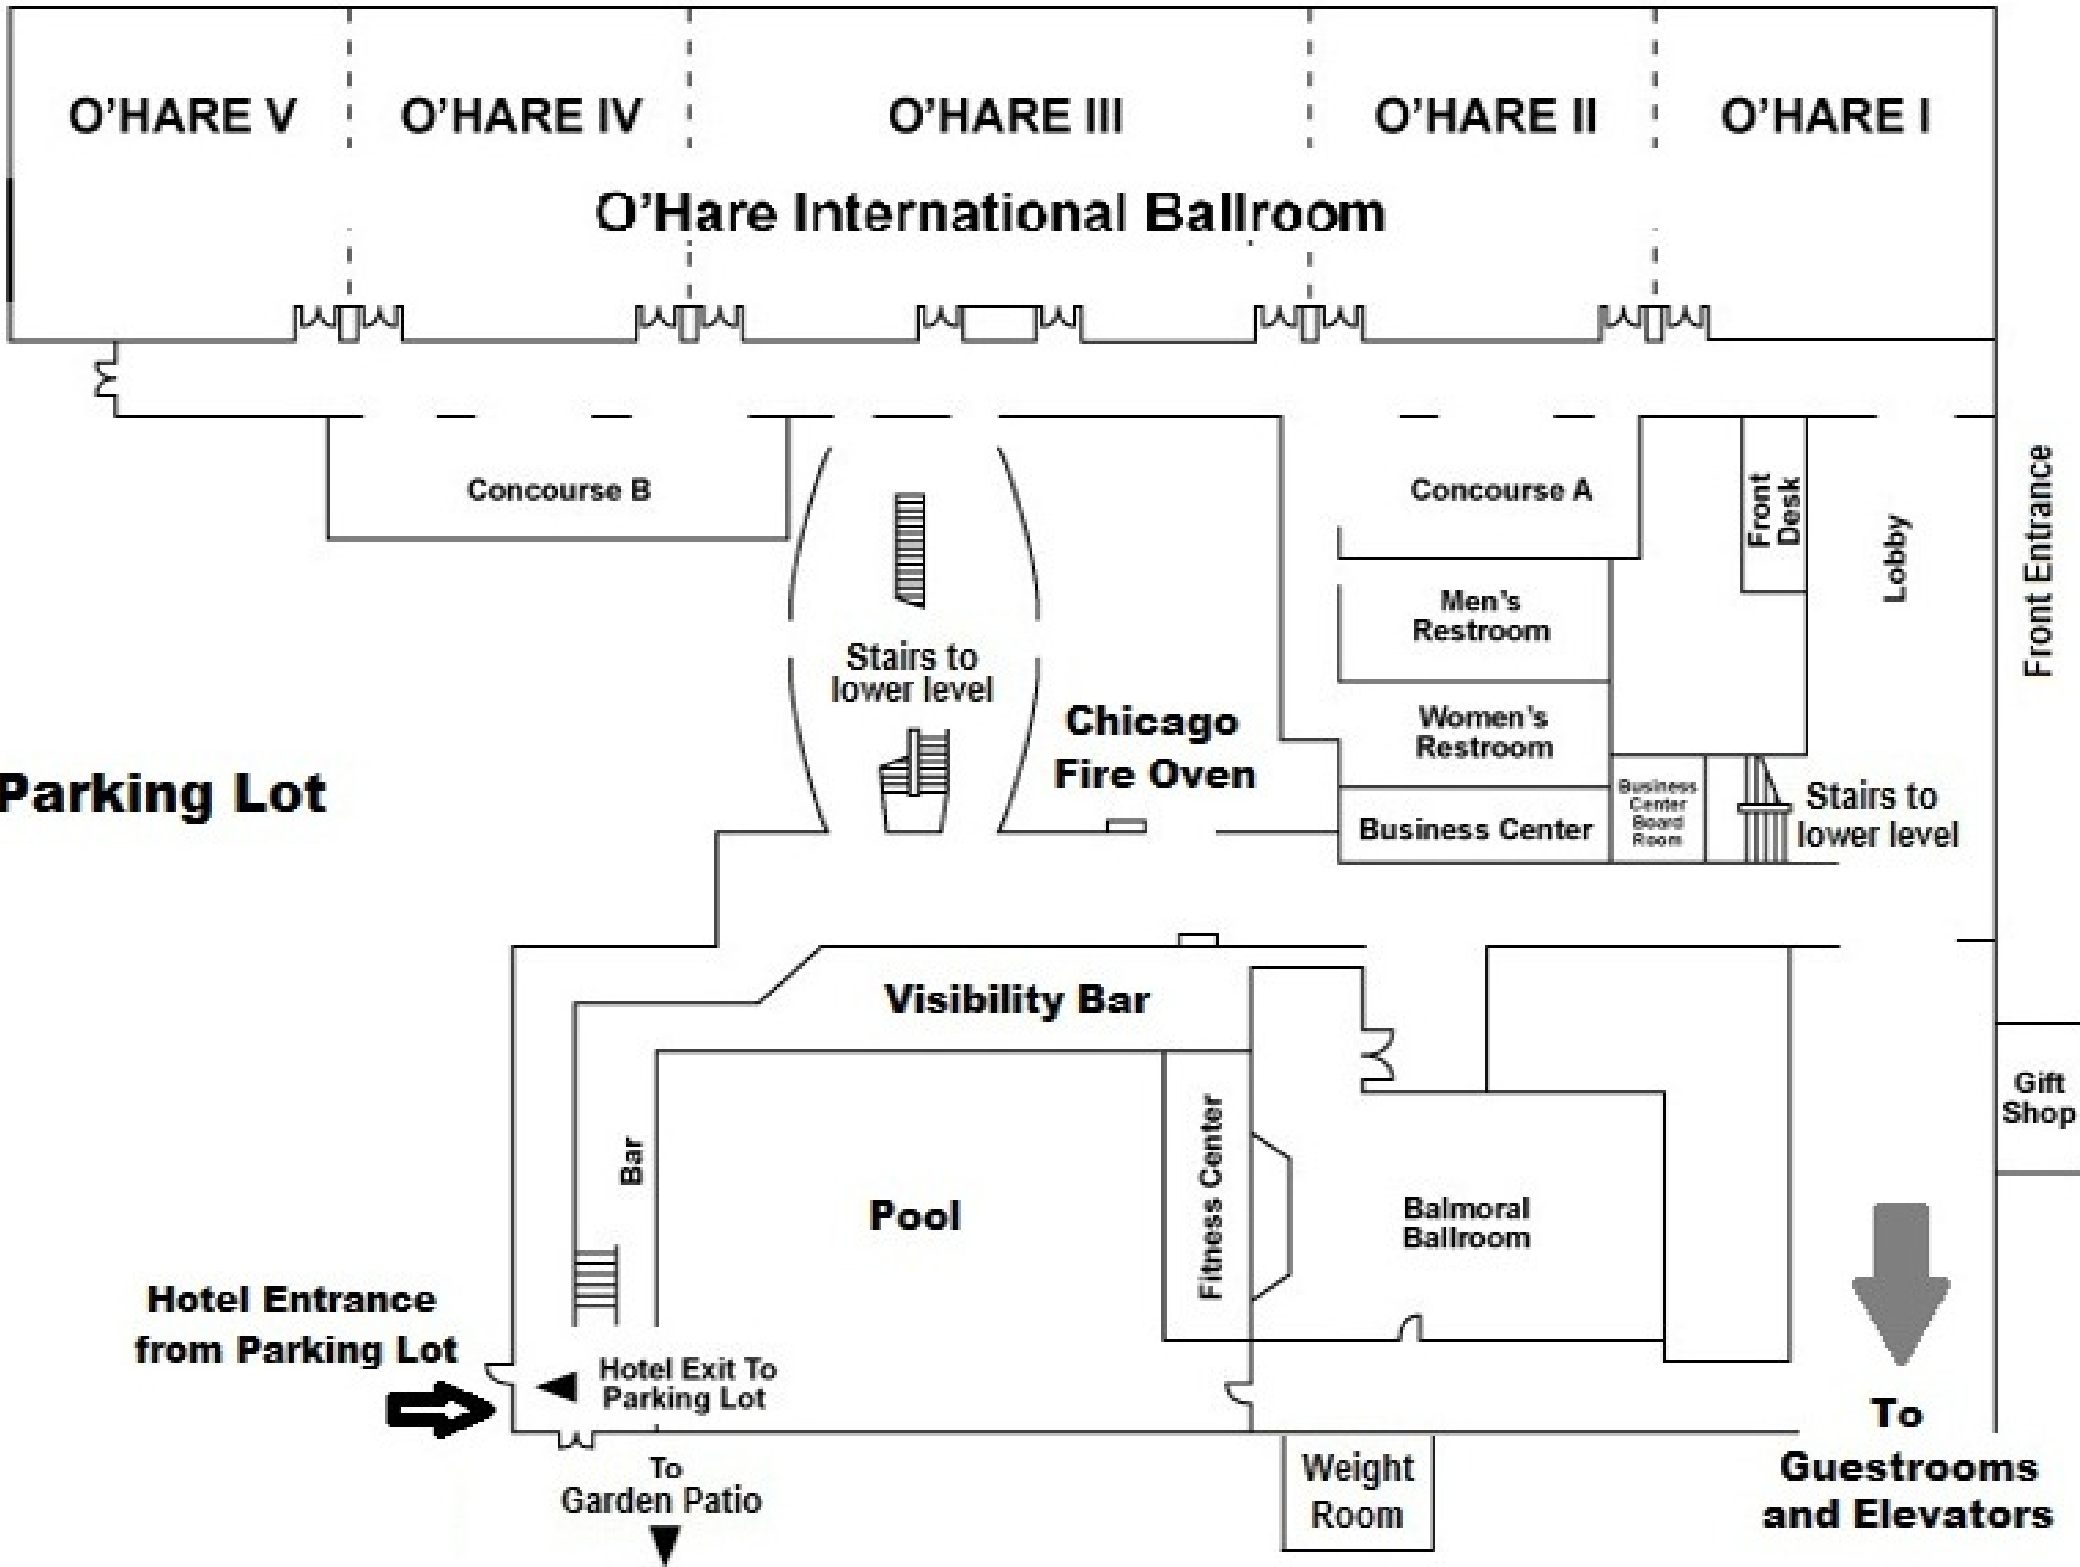 O'HARE V
O'HARE IV
O'HARE III
O'HARE II
O'HARE I
O'Hare International Ballroom
Concourse B
Concourse A
Front
Desk
Lobby
Front Entrance
Men's
Restroom
Stairs to
lower level
Chicago
Fire Oven
Women's
Restroom
Parking Lot
Business Center
Business
Center
Board
Room
Stairs to
lower level
Visibility Bar
Gift
Shop
Bar
Pool
Fitness Center
Balmoral
Ballroom
Hotel Entrance
from Parking Lot
Hotel Exit To
Parking Lot
To
Garden Patio
Weight
Room
To
Guestrooms
and Elevators